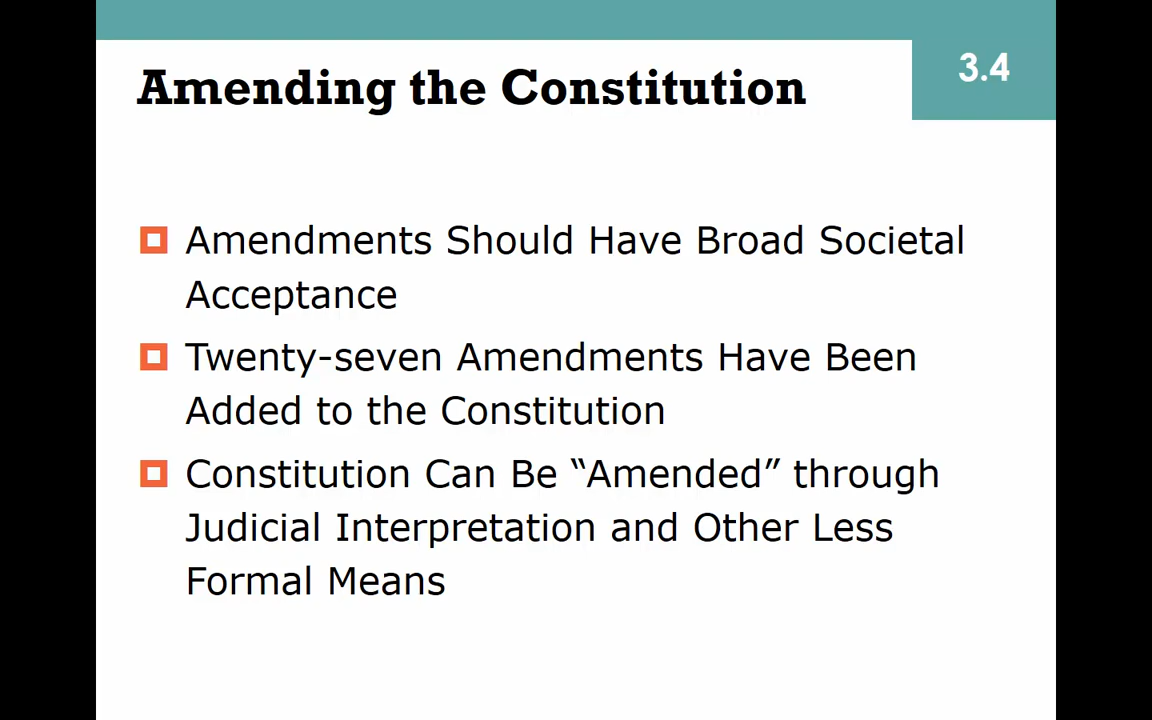 Amending the Constitution
3.4
Amendments Should Have Broad Societal
Acceptance
Twenty-seven Amendments Have Been
Added to the Constitution
Constitution Can Be “Amended” through
Judicial Interpretation and Other Less
Formal Means